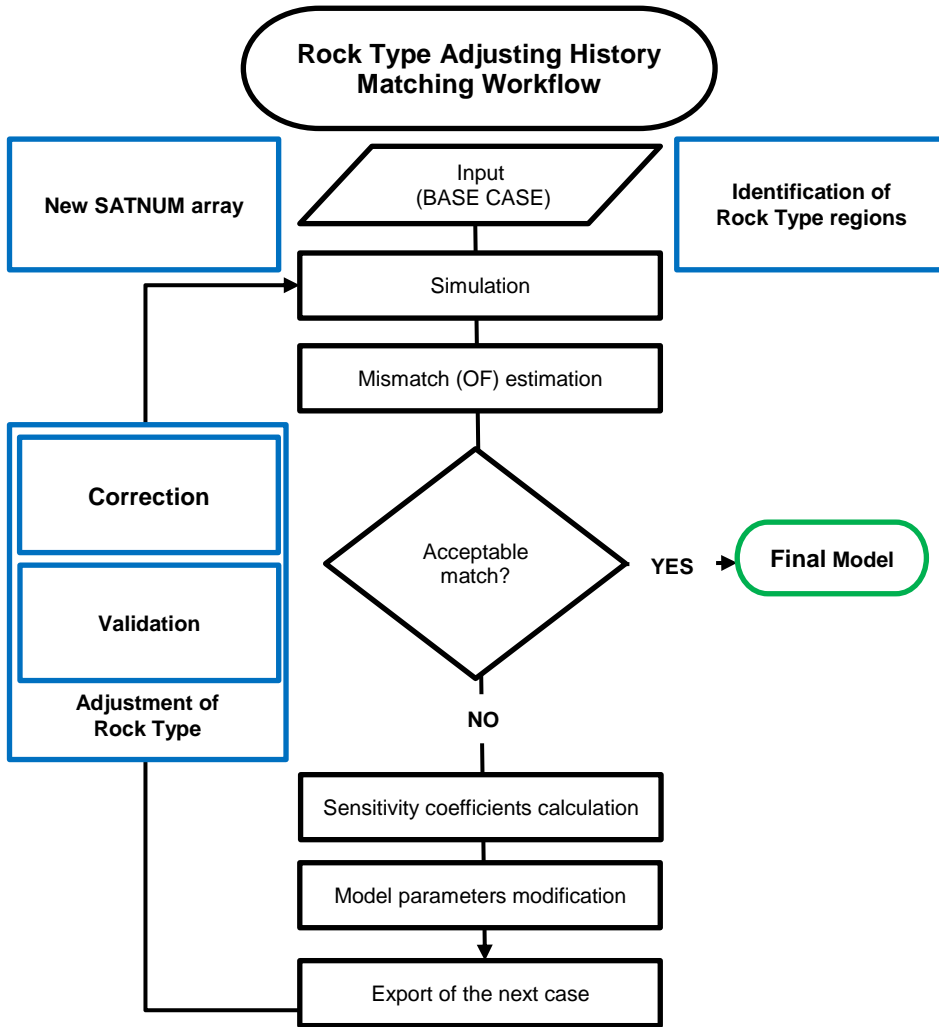 Rock Type Adjusting History
Matching Workflow
New SATNUM array
Input
(BASE CASE)
Identification of
Rock Type regions
Simulation
Mismatch (OF) estimation
Correction
Validation
Adjustment of
Rock Type
Acceptable
match?
YES
Final Model
NO
Sensitivity coefficients calculation
Model parameters modification
Export of the next case